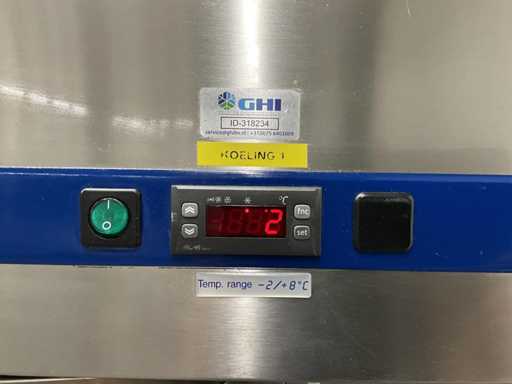 GHI
ID-318234
KOELING 1
°C
2
fnc
set
Temp. range -2/+8°C